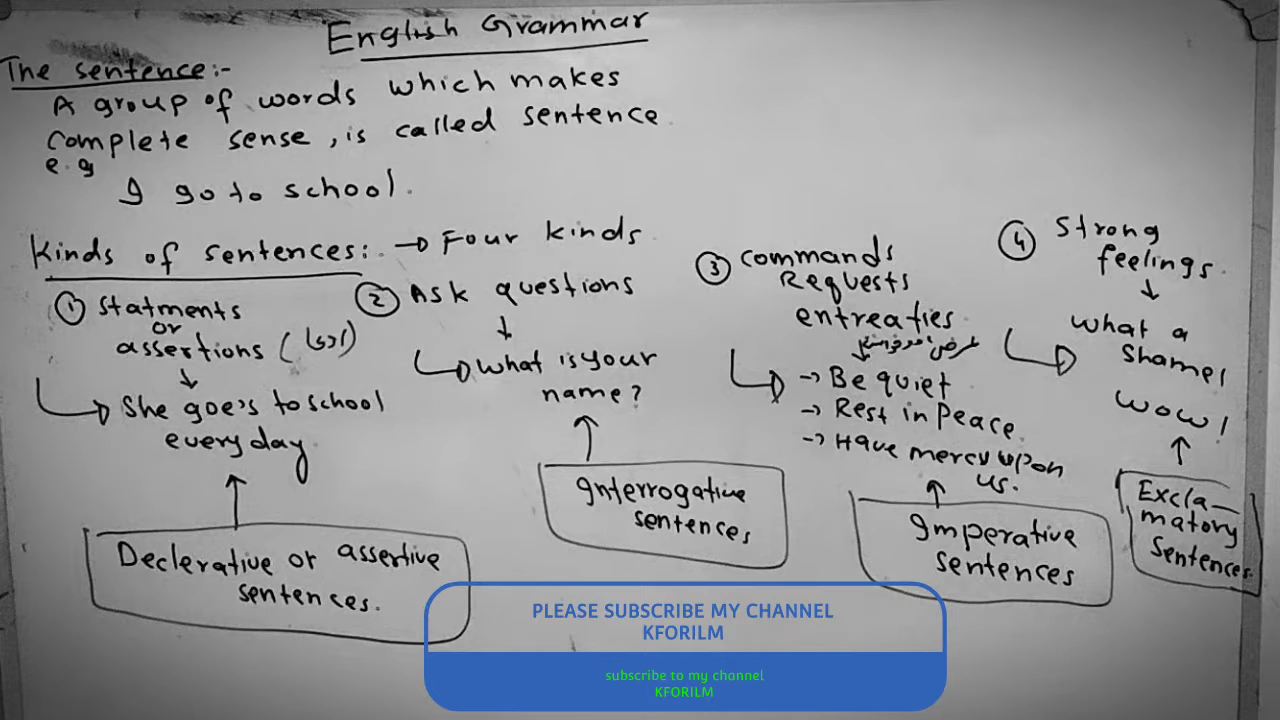 English Grammar
The sentence:-
A group of words which makes
complete sense, is called sentence
e.g
I go to school.
Kinds of sentences:- → Four kinds
① Statments
or
assertions (دعوا)
↓
She goe's to school
every day
Declerative or assertive
sentences.
② Ask questions
↓
What is your
name?
Interrogative
sentences
③ Commands
Requests
entreaties
→ Be quiet
→ Rest in Peace.
→ Have mercy upon
us.
Imperative
sentences
④ Strong
feelings.
↓
What a
Shame!
Wow!
Excla-
matory
Sentences.
PLEASE SUBSCRIBE MY CHANNEL
KFORILM
subscribe to my channel
KFORILM